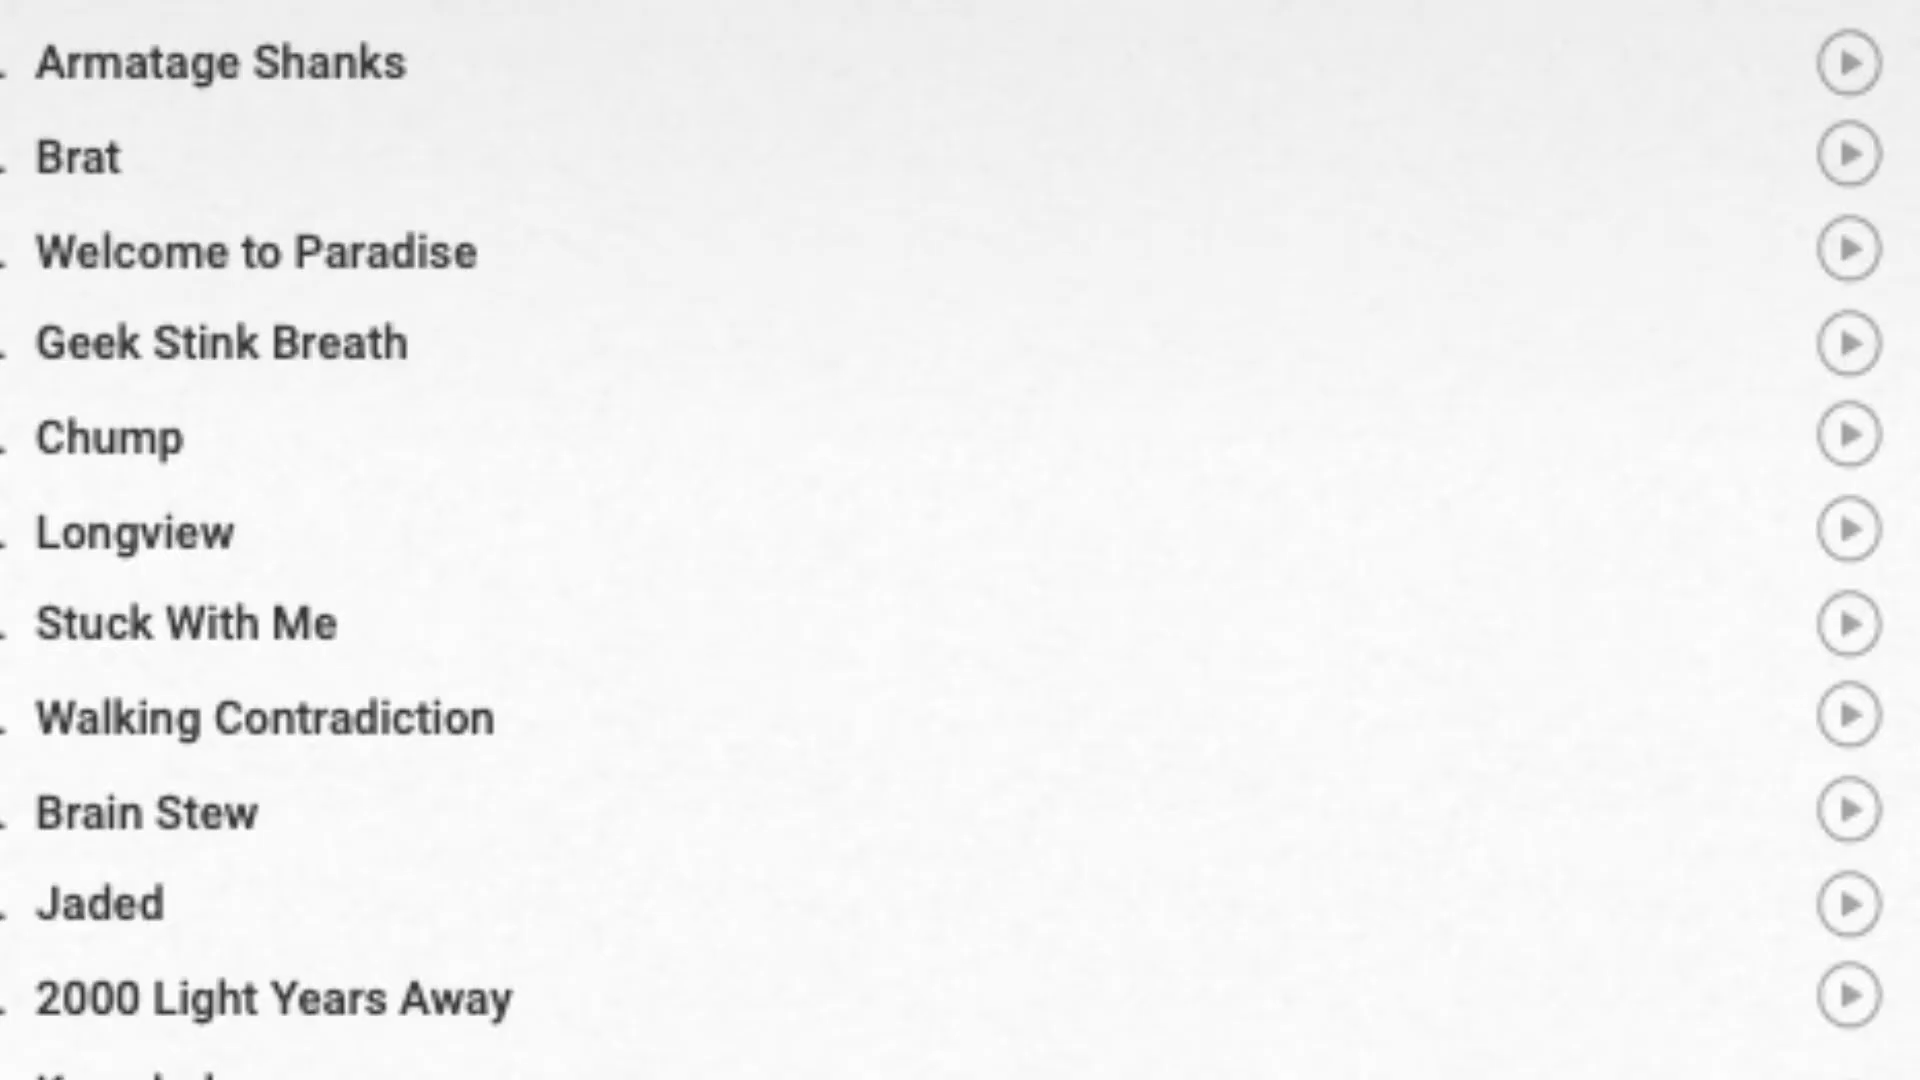 . Armatage Shanks
. Brat
. Welcome to Paradise
. Geek Stink Breath
. Chump
. Longview
. Stuck With Me
. Walking Contradiction
. Brain Stew
. Jaded
. 2000 Light Years Away